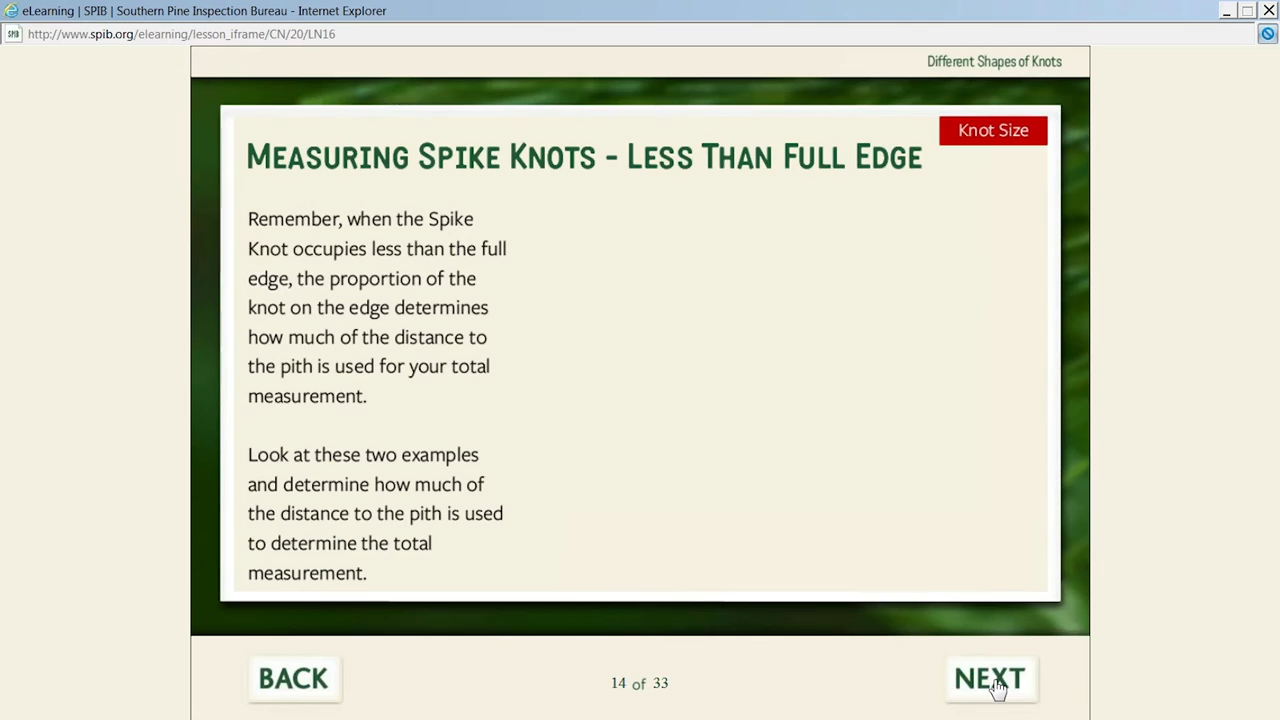 eLearning | SPIB | Southern Pine Inspection Bureau - Internet Explorer
SPIB http://www.spib.org/elearning/lesson_iframe/CN/20/LN16
Different Shapes of Knots
Knot Size
Measuring Spike Knots - Less Than Full Edge
Remember, when the Spike
Knot occupies less than the full
edge, the proportion of the
knot on the edge determines
how much of the distance to
the pith is used for your total
measurement.
Look at these two examples
and determine how much of
the distance to the pith is used
to determine the total
measurement.
BACK
14 of 33
NEXT